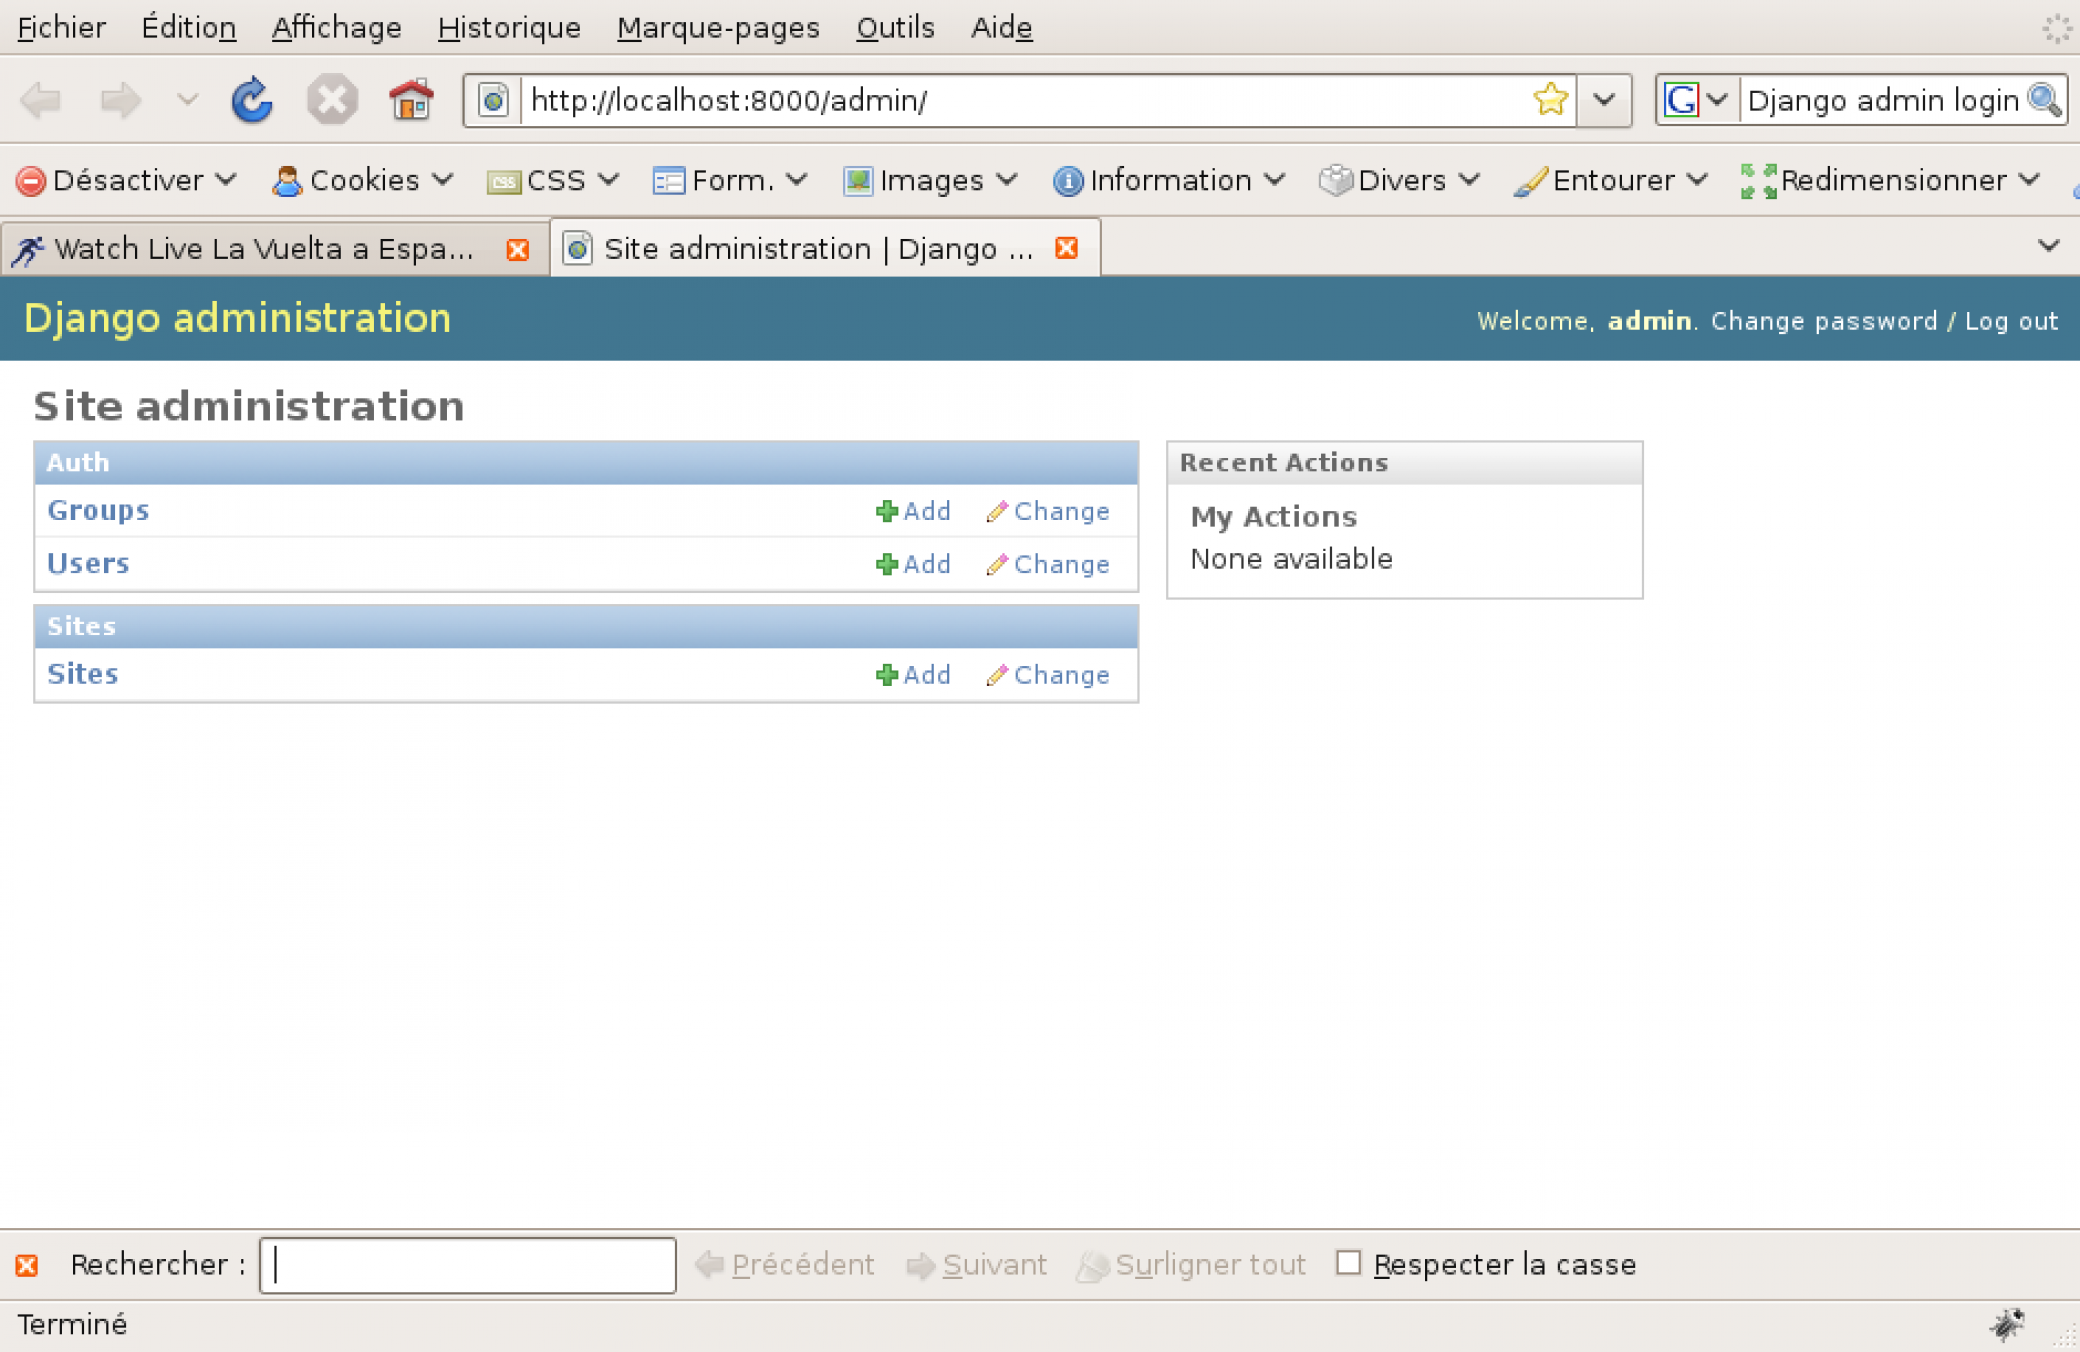 Fichier Édition Affichage Historique Marque-pages Outils Aide
http://localhost:8000/admin/ G Django admin login
Désactiver Cookies CSS Form. Images Information Divers Entourer Redimensionner
Watch Live La Vuelta a Espa... Site administration | Django ...
Django administration Welcome, admin. Change password / Log out
Site administration
Auth Recent Actions
Groups Add Change My Actions
Users Add Change None available
Sites
Sites Add Change
Rechercher : Précédent Suivant Surligner tout Respecter la casse
Terminé